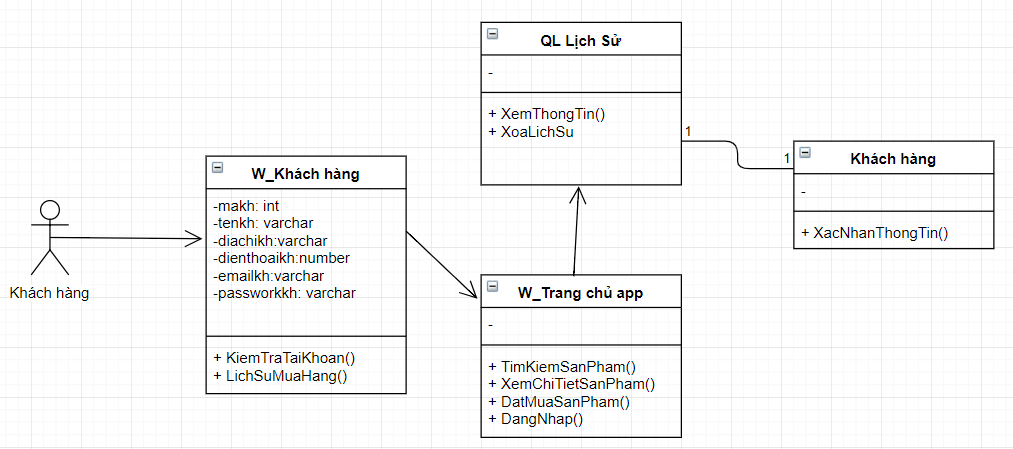 QL Lịch Sử
-
+ XemThongTin()
+ XoaLichSu
1
1
Khách hàng
-
+ XacNhanThongTin()
W_Khách hàng
-makh: int
-tenkh: varchar
-diachikh:varchar
-dienthoaikh:number
-emailkh:varchar
-passworkkh: varchar
+ KiemTraTaiKhoan()
+ LichSuMuaHang()
Khách hàng
W_Trang chủ app
-
+ TimKiemSanPham()
+ XemChiTietSanPham()
+ DatMuaSanPham()
+ DangNhap()